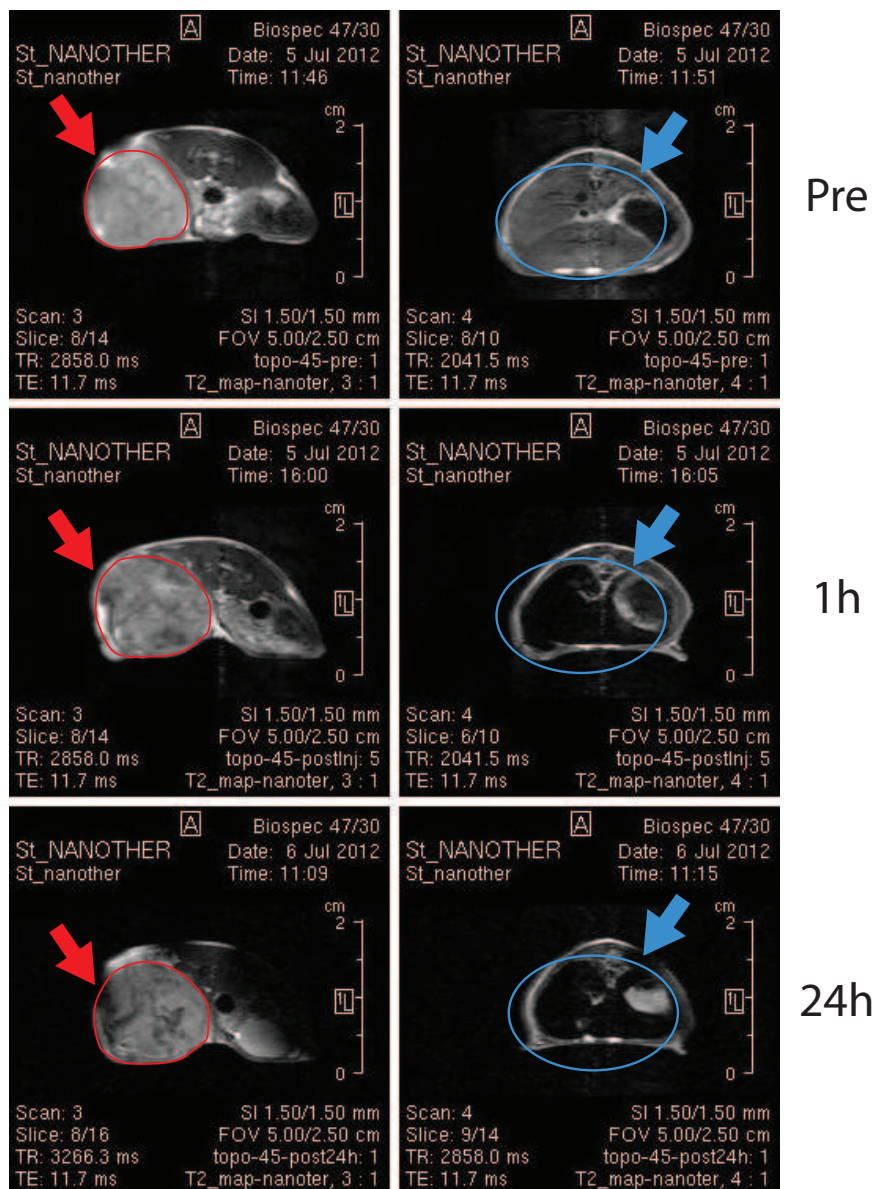 A
Biospec 47/30
St_NANOTHER
Date: 5 Jul 2012
St_nanother
Time: 11:46
cm
2
1L
0
Scan: 3
SI 1.50/1.50 mm
Slice: 8/14
FOV 5.00/2.50 cm
TR: 2858.0 ms
topo-45-pre: 1
TE: 11.7 ms
T2_map-nanoter, 3 : 1
A
Biospec 47/30
St_NANOTHER
Date: 5 Jul 2012
St_nanother
Time: 11:51
cm
2
1L
0
Scan: 4
SI 1.50/1.50 mm
Slice: 8/10
FOV 5.00/2.50 cm
TR: 2041.5 ms
topo-45-pre: 1
TE: 11.7 ms
T2_map-nanoter, 4 : 1
Pre
A
Biospec 47/30
St_NANOTHER
Date: 5 Jul 2012
St_nanother
Time: 16:00
cm
2
1L
0
Scan: 3
SI 1.50/1.50 mm
Slice: 8/14
FOV 5.00/2.50 cm
TR: 2858.0 ms
topo-45-postInj: 5
TE: 11.7 ms
T2_map-nanoter, 3 : 1
A
Biospec 47/30
St_NANOTHER
Date: 5 Jul 2012
St_nanother
Time: 16:05
cm
2
1L
0
Scan: 4
SI 1.50/1.50 mm
Slice: 6/10
FOV 5.00/2.50 cm
TR: 2041.5 ms
topo-45-postInj: 5
TE: 11.7 ms
T2_map-nanoter, 4 : 1
1h
A
Biospec 47/30
St_NANOTHER
Date: 6 Jul 2012
St_nanother
Time: 11:09
cm
2
1L
0
Scan: 3
SI 1.50/1.50 mm
Slice: 8/16
FOV 5.00/2.50 cm
TR: 3266.3 ms
topo-45-post24h: 1
TE: 11.7 ms
T2_map-nanoter, 3 : 1
A
Biospec 47/30
St_NANOTHER
Date: 6 Jul 2012
St_nanother
Time: 11:15
cm
2
1L
0
Scan: 4
SI 1.50/1.50 mm
Slice: 9/14
FOV 5.00/2.50 cm
TR: 2858.0 ms
topo-45-post24h: 1
TE: 11.7 ms
T2_map-nanoter, 4 : 1
24h